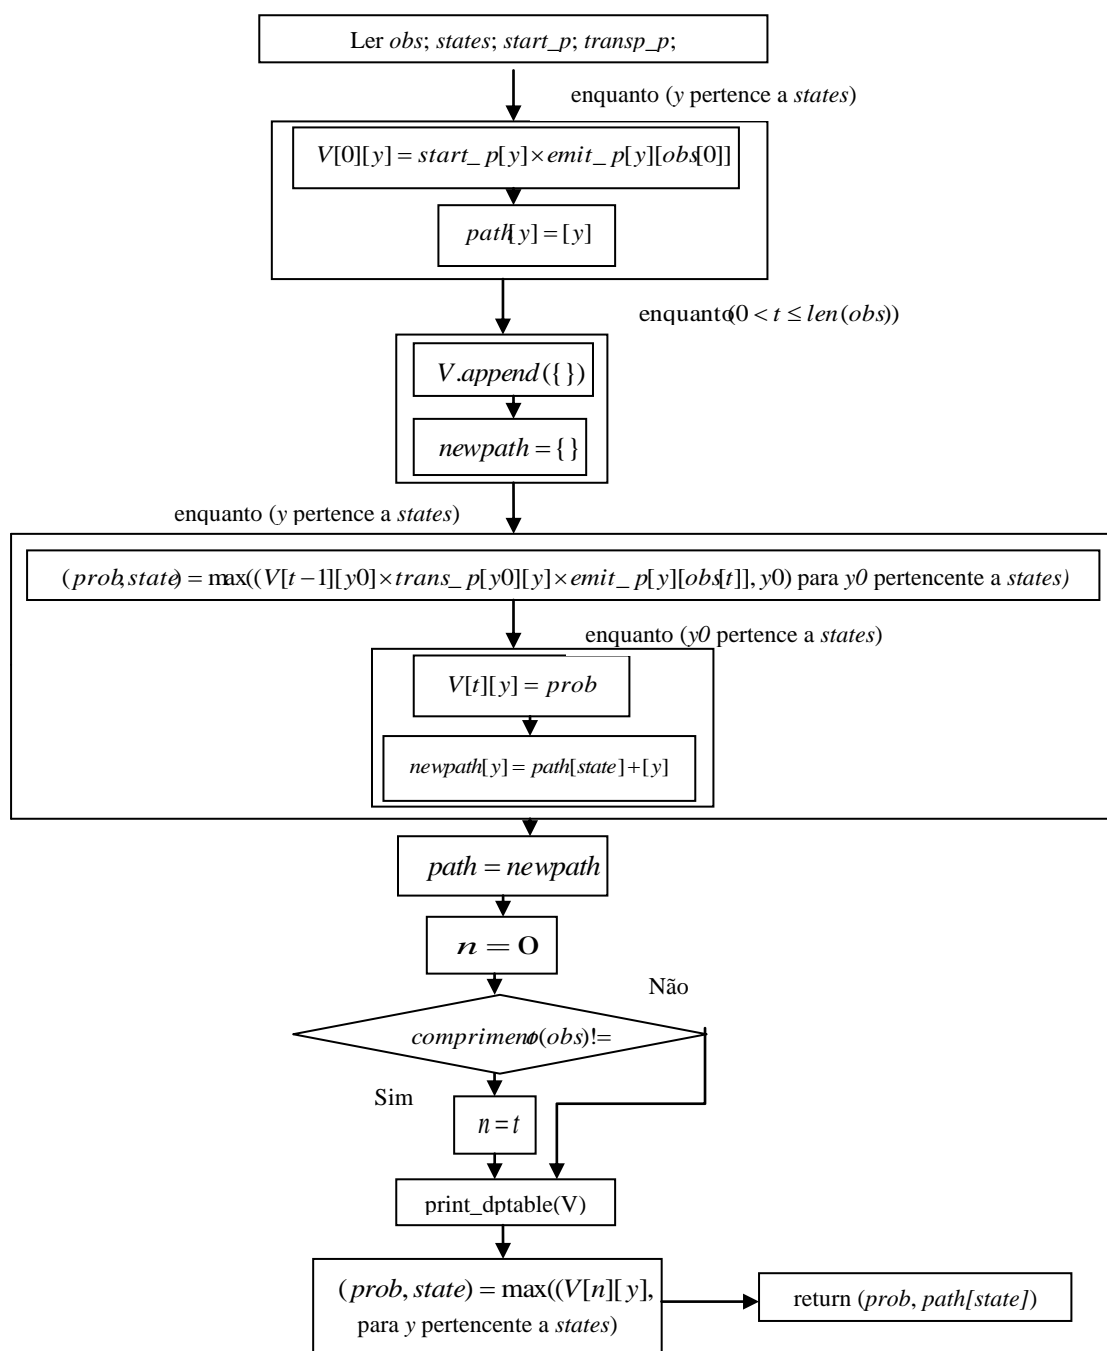 Ler obs; states; start_p; transp_p;
enquanto (y pertence a states)
V[0][y] = start_p[y]×emit_p[y][obs[0]]
path[y] = [y]
enquanto(0 < t ≤ len(obs))
V.append({})
newpath = {}
enquanto (y pertence a states)
(prob,state) = max((V[t−1][y0]×trans_p[y0][y]×emit_p[y][obs[t]], y0) para y0 pertencente a states)
enquanto (y0 pertence a states)
V[t][y] = prob
newpath[y] = path[state]+[y]
path = newpath
n = O
Não
comprimento(obs)!=
Sim
n = t
print_dptable(V)
(prob, state) = max((V[n][y],
para y pertencente a states)
return (prob, path[state])